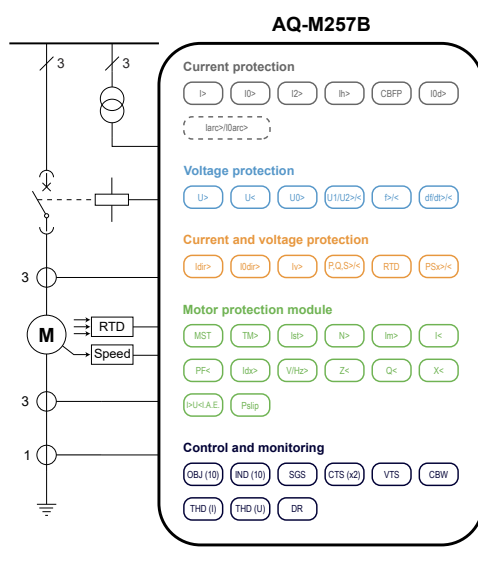 AQ-M257B
3 3
Current protection
I> I0> I2> Ih> CBFP I0d>
Iarc>/I0arc>
Voltage protection
U> U< U0> U1/U2>/< f>/< df/dt>/<
Current and voltage protection
Idir> I0dir> Iv> P,Q,S>/< RTD PSx>/<
3
Motor protection module
M RTD
Speed
MST TM> Ist> N> Im> I<
PF< Idx> V/Hz> Z< Q< X<
3
I>U<I.A.E. Pslip
Control and monitoring
1
OBJ (10) IND (10) SGS CTS (x2) VTS CBW
THD (I) THD (U) DR